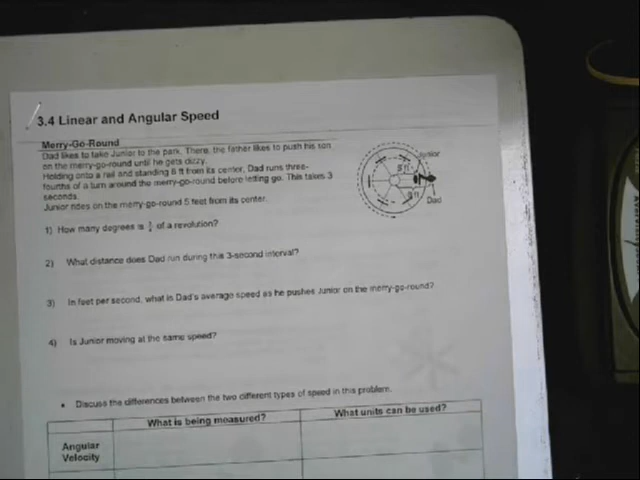 3.4 Linear and Angular Speed
Merry-Go-Round
Dad likes to take Junior to the park. There, the father likes to push his son
on the merry-go-round until he gets dizzy.
Holding onto a rail and standing 8 ft from its center, Dad runs three-
fourths of a turn around the merry-go-round before letting go. This takes 3
seconds.
Junior rides on the merry-go-round 5 feet from its center.
Junior
5 ft
8 ft
Dad
1) How many degrees is ¾ of a revolution?
2) What distance does Dad run during this 3-second interval?
3) In feet per second, what is Dad's average speed as he pushes Junior on the merry-go-round?
4) Is Junior moving at the same speed?
• Discuss the differences between the two different types of speed in this problem.
What is being measured? What units can be used?
Angular
Velocity